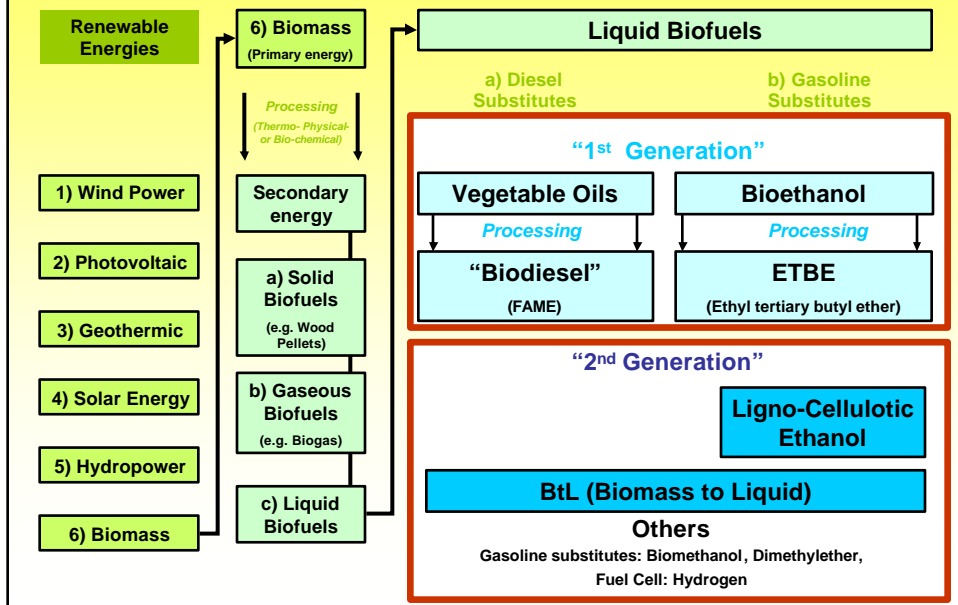 Renewable
Energies
1) Wind Power
2) Photovoltaic
3) Geothermic
4) Solar Energy
5) Hydropower
6) Biomass
6) Biomass
(Primary energy)
Processing
(Thermo- Physical-
or Bio-chemical)
Secondary
energy
a) Solid
Biofuels
(e.g. Wood
Pellets)
b) Gaseous
Biofuels
(e.g. Biogas)
c) Liquid
Biofuels
Liquid Biofuels
a) Diesel
Substitutes
b) Gasoline
Substitutes
“1st Generation”
Vegetable Oils
Bioethanol
Processing
Processing
“Biodiesel”
(FAME)
ETBE
(Ethyl tertiary butyl ether)
“2nd Generation”
Ligno-Cellulotic
Ethanol
BtL (Biomass to Liquid)
Others
Gasoline substitutes: Biomethanol, Dimethylether,
Fuel Cell: Hydrogen